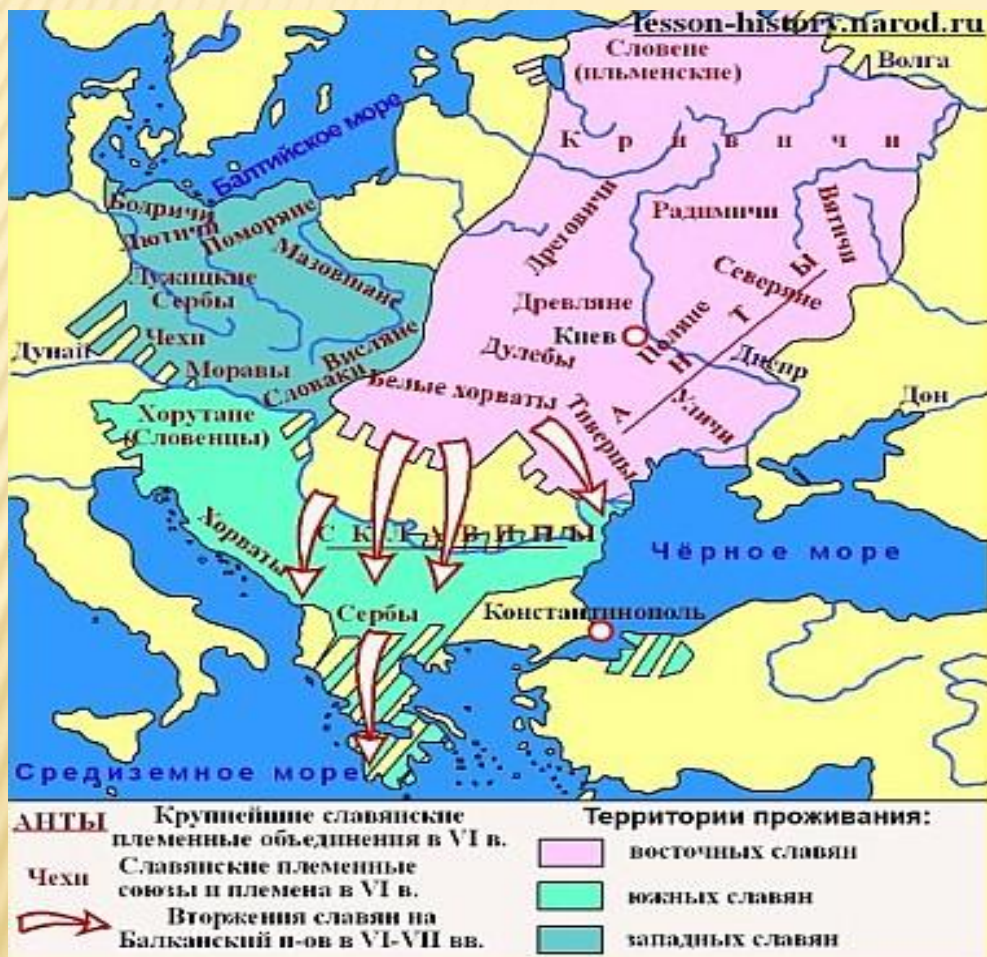 lesson-history.narod.ru
Словене
(ильменские)
Волга
Кривичи
Балтийское море
Бодричи
Лютичи
Поморяне
Мазовшане
Лужицкие
Сербы
Чехи
Дунай
Моравы
Висляне
Словаки
Дреговичи
Радимичи
Вятичи
Северяне
Древляне
Киев
Поляне
АНТЫ
Дулебы
Днепр
Белые хорваты
Уличи
Тиверцы
Дон
Хорутане
(Словенцы)
Хорваты
СКЛАВИНЫ
Чёрное море
Сербы
Константинополь
Средиземное море
АНТЫ Крупнейшие славянские
племенные объединения в VI в.
Чехи Славянские племенные
союзы и племена в VI в.
Вторжения славян на
Балканский п-ов в VI-VII вв.
Территории проживания:
восточных славян
южных славян
западных славян